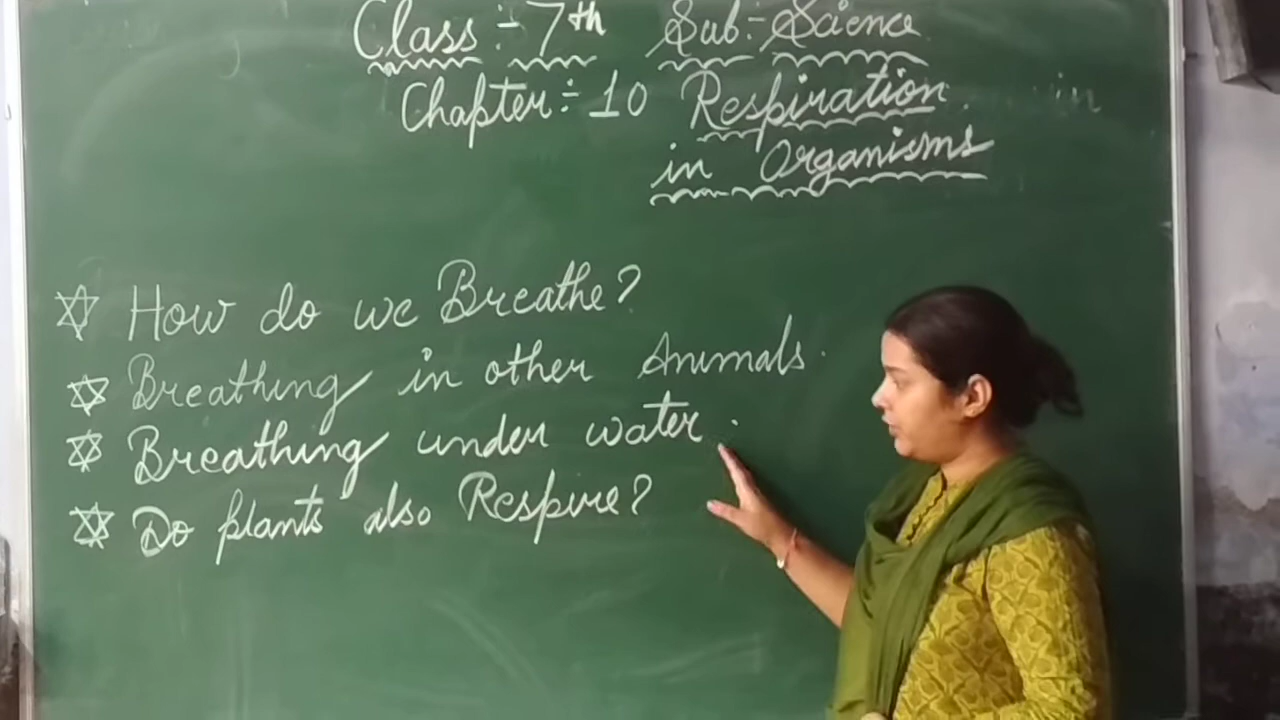 Class :- 7th Sub:- Science
Chapter :- 10 Respiration in
in Organisms
How do we Breathe?
Breathing in other Animals.
Breathing under water.
Do plants also Respire?